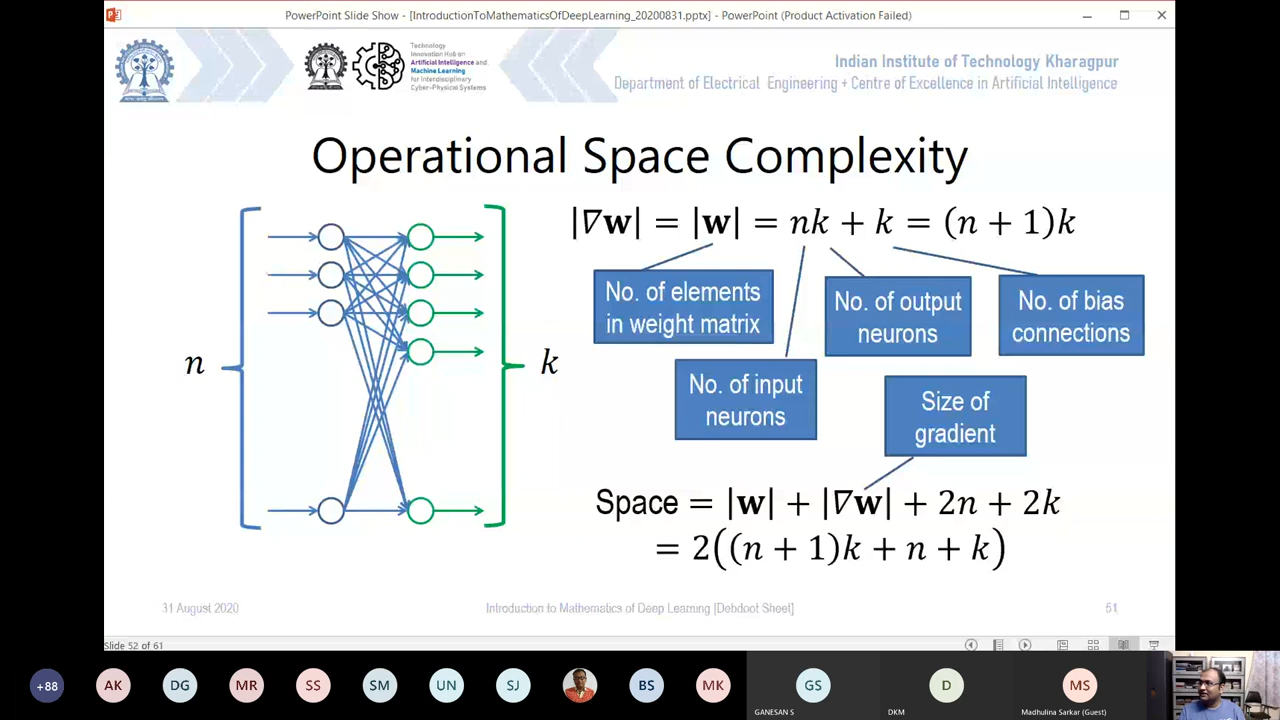 PowerPoint Slide Show - [IntroductionToMathematicsOfDeepLearning_20200831.pptx] - PowerPoint (Product Activation Failed)
Technology
Innovation Hub on
Artificial Intelligence and
Machine Learning
for Interdisciplinary
Cyber-Physical Systems
Indian Institute of Technology Kharagpur
Department of Electrical Engineering + Centre of Excellence in Artificial Intelligence
Operational Space Complexity
|∇w| = |w| = nk + k = (n + 1)k
No. of elements
in weight matrix
No. of output
neurons
No. of bias
connections
n
k
No. of input
neurons
Size of
gradient
Space = |w| + |∇w| + 2n + 2k
= 2((n + 1)k + n + k)
31 August 2020
Introduction to Mathematics of Deep Learning [Debdoot Sheet]
51
Slide 52 of 61
+88
AK
DG
MR
SS
SM
UN
SJ
BS
MK
GS
D
MS
GANESAN S
DKM
Madhulina Sarkar (Guest)